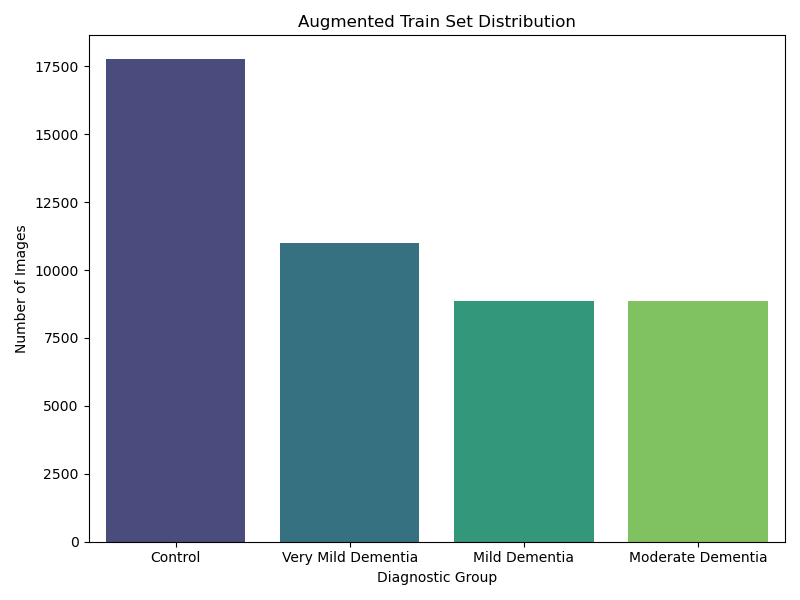 Augmented Train Set Distribution
17500
15000
12500
10000
7500
5000
2500
0
Number of Images
Control
Very Mild Dementia
Mild Dementia
Moderate Dementia
Diagnostic Group